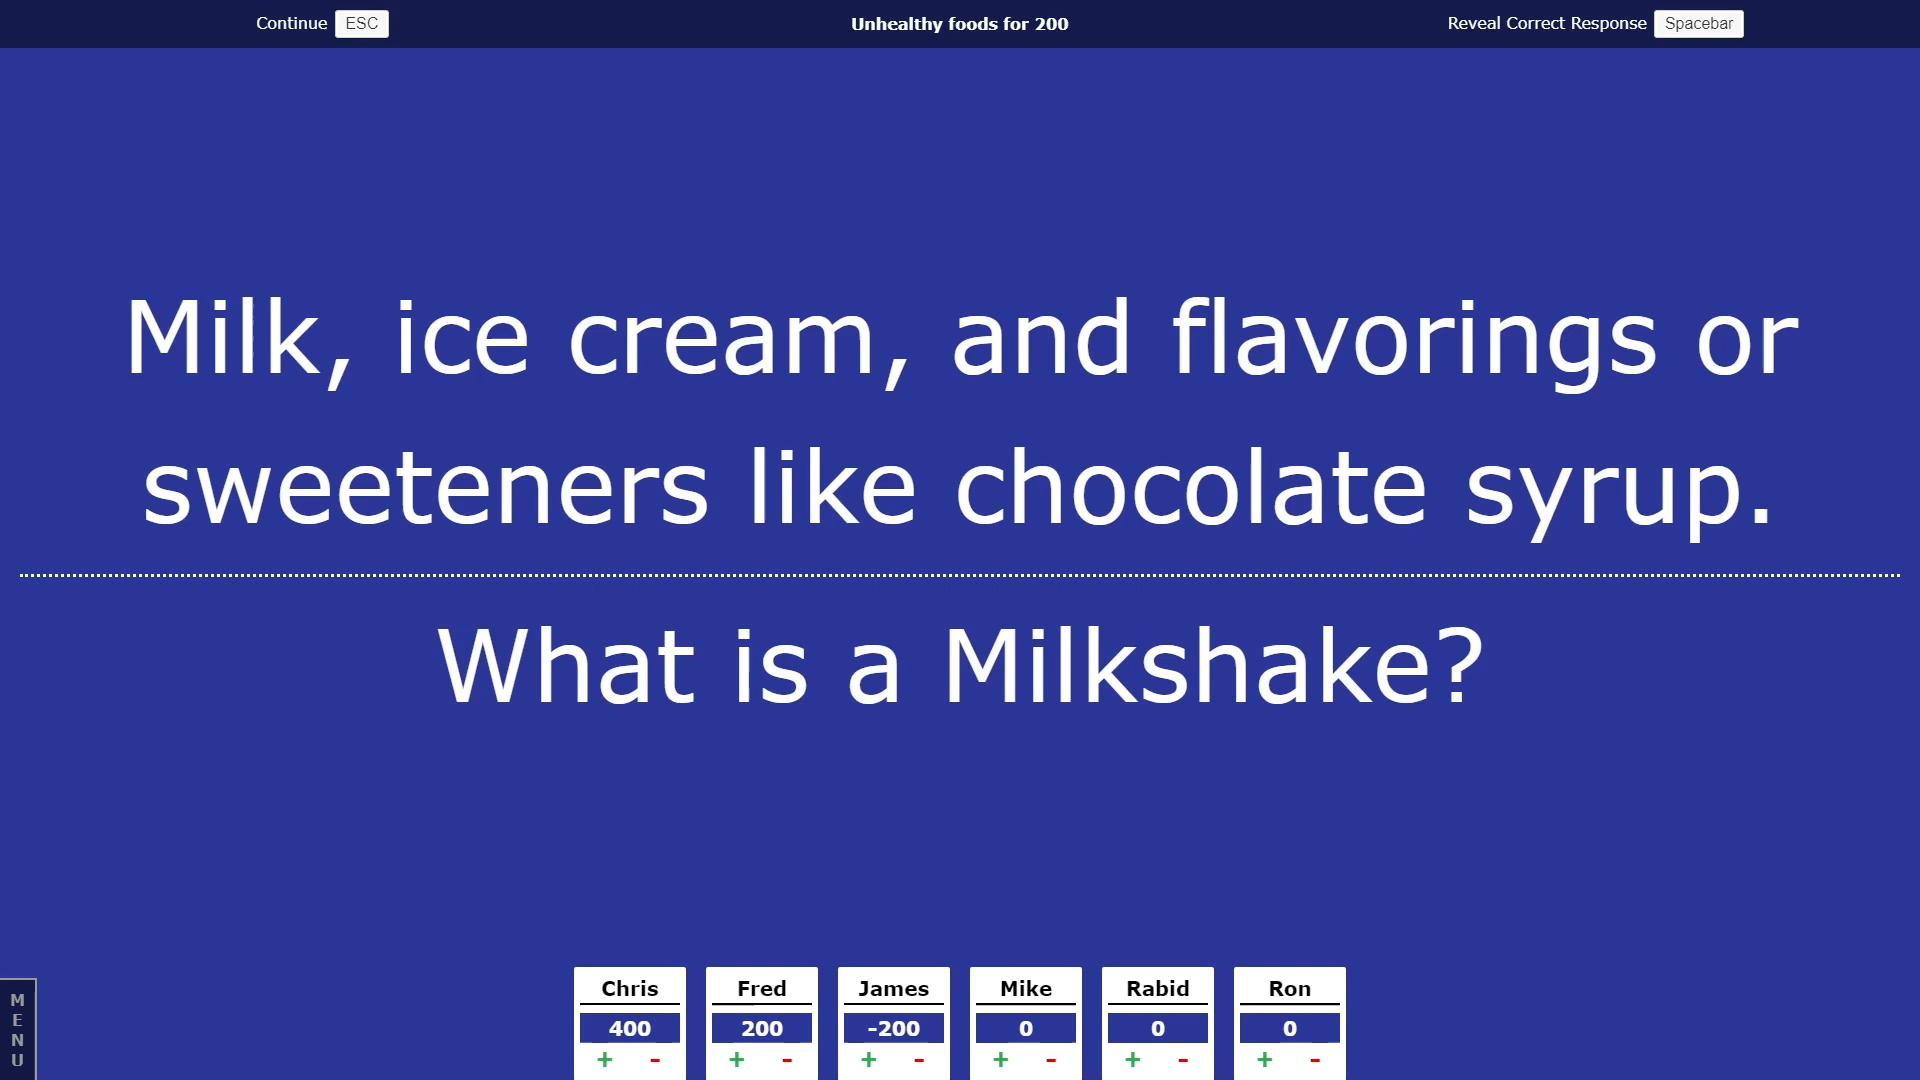 Continue ESC
Unhealthy foods for 200
Reveal Correct Response Spacebar
Milk, ice cream, and flavorings or
sweeteners like chocolate syrup.
What is a Milkshake?
MENU
Chris Fred James Mike Rabid Ron
400 200 -200 0 0 0
+ - + - + - + - + - + -